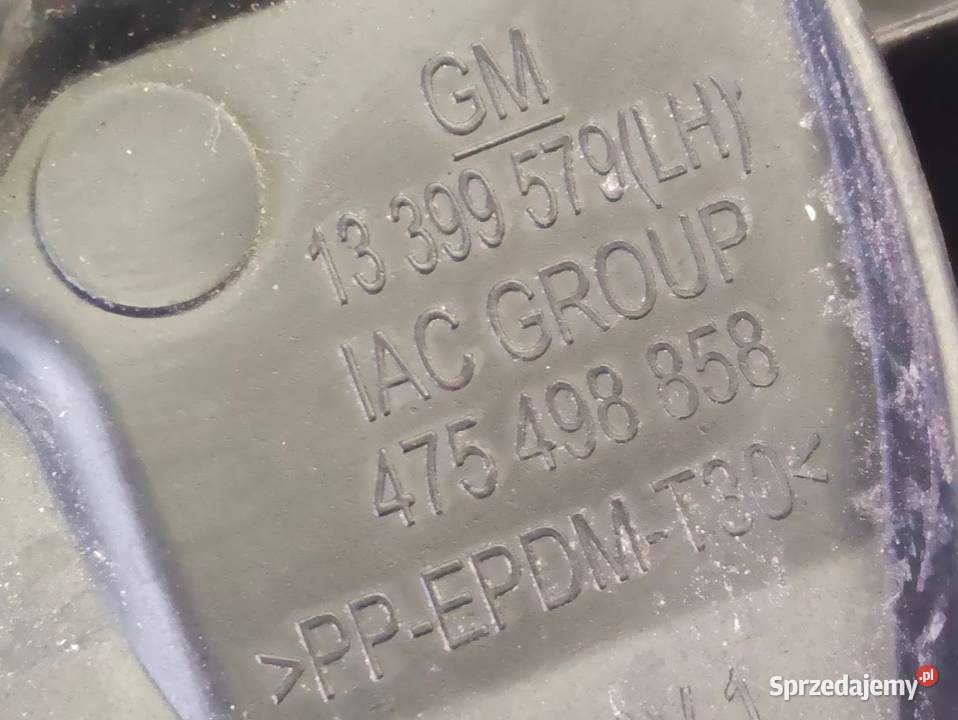 GM
13 399 579(LH)
IAC GROUP
475 498 858
>PP-EPDM-T30<
Sprzedajemy.pl